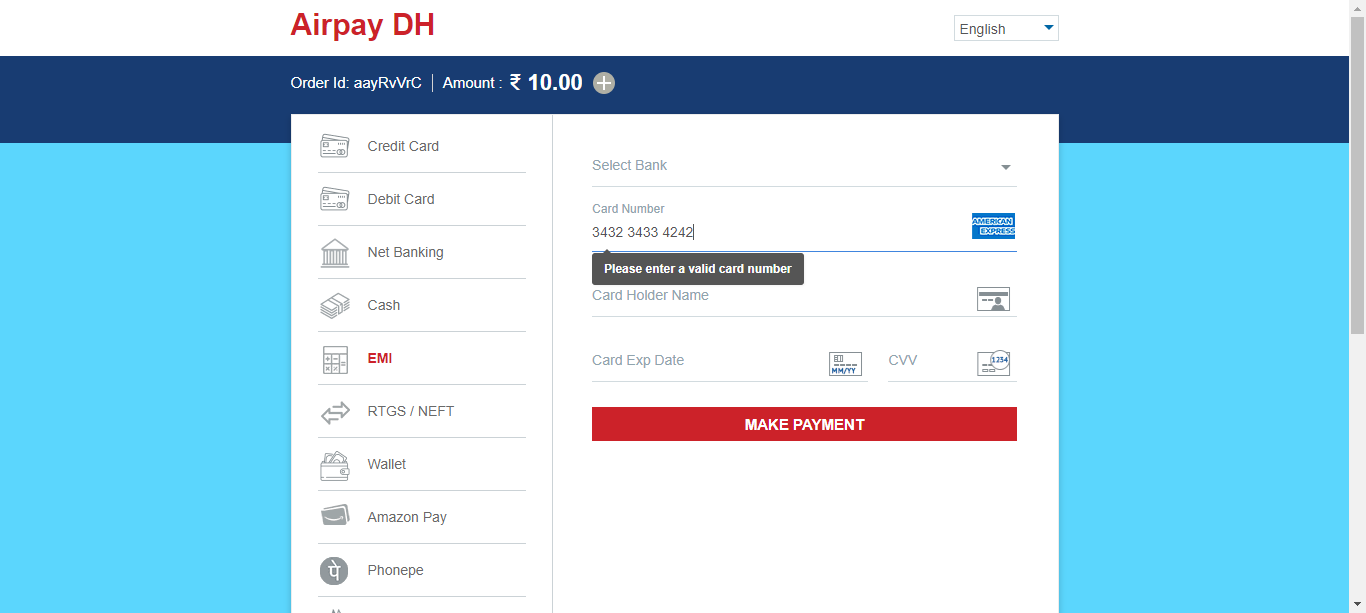 Airpay DH
English
Order Id: aayRvVrC | Amount : ₹ 10.00
Credit Card
Debit Card
Net Banking
Cash
EMI
RTGS / NEFT
Wallet
Amazon Pay
Phonepe
Select Bank
Card Number
3432 3433 4242
AMERICAN
EXPRESS
Please enter a valid card number
Card Holder Name
Card Exp Date
MM/YY
CVV
1234
MAKE PAYMENT